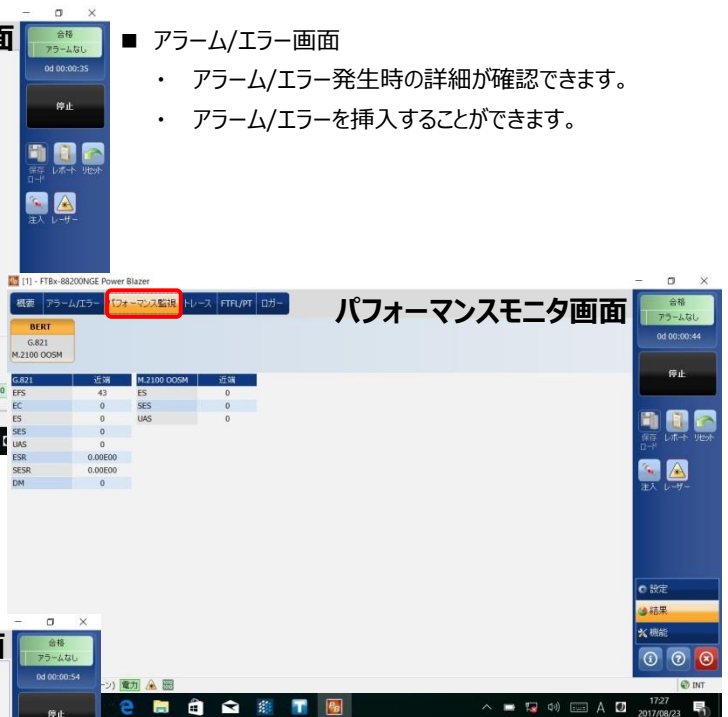 面
合格
アラームなし
0d 00:00:35
停止
保存
ロード
レポート
リセット
注入
レーザー
■ アラーム/エラー画面
・ アラーム/エラー発生時の詳細が確認できます。
・ アラーム/エラーを挿入することができます。
[1] - FTBx-88200NGE Power Blazer
概要 アラーム/エラー パフォーマンス監視 トレース FTFL/PT ロガー
パフォーマンスモニタ画面
BERT
G.821
M.2100 OOSM
G.821 近端 M.2100 OOSM 近端
EFS 43 ES 0
EC 0 SES 0
ES 0 UAS 0
SES 0
UAS 0
ESR 0.00E00
SESR 0.00E00
DM 0
合格
アラームなし
0d 00:00:44
停止
保存
ロード
レポート
リセット
注入
レーザー
設定
結果
機能
INT
面
合格
アラームなし
0d 00:00:54
停止
ーン) 電力
A
17:27
2017/08/23